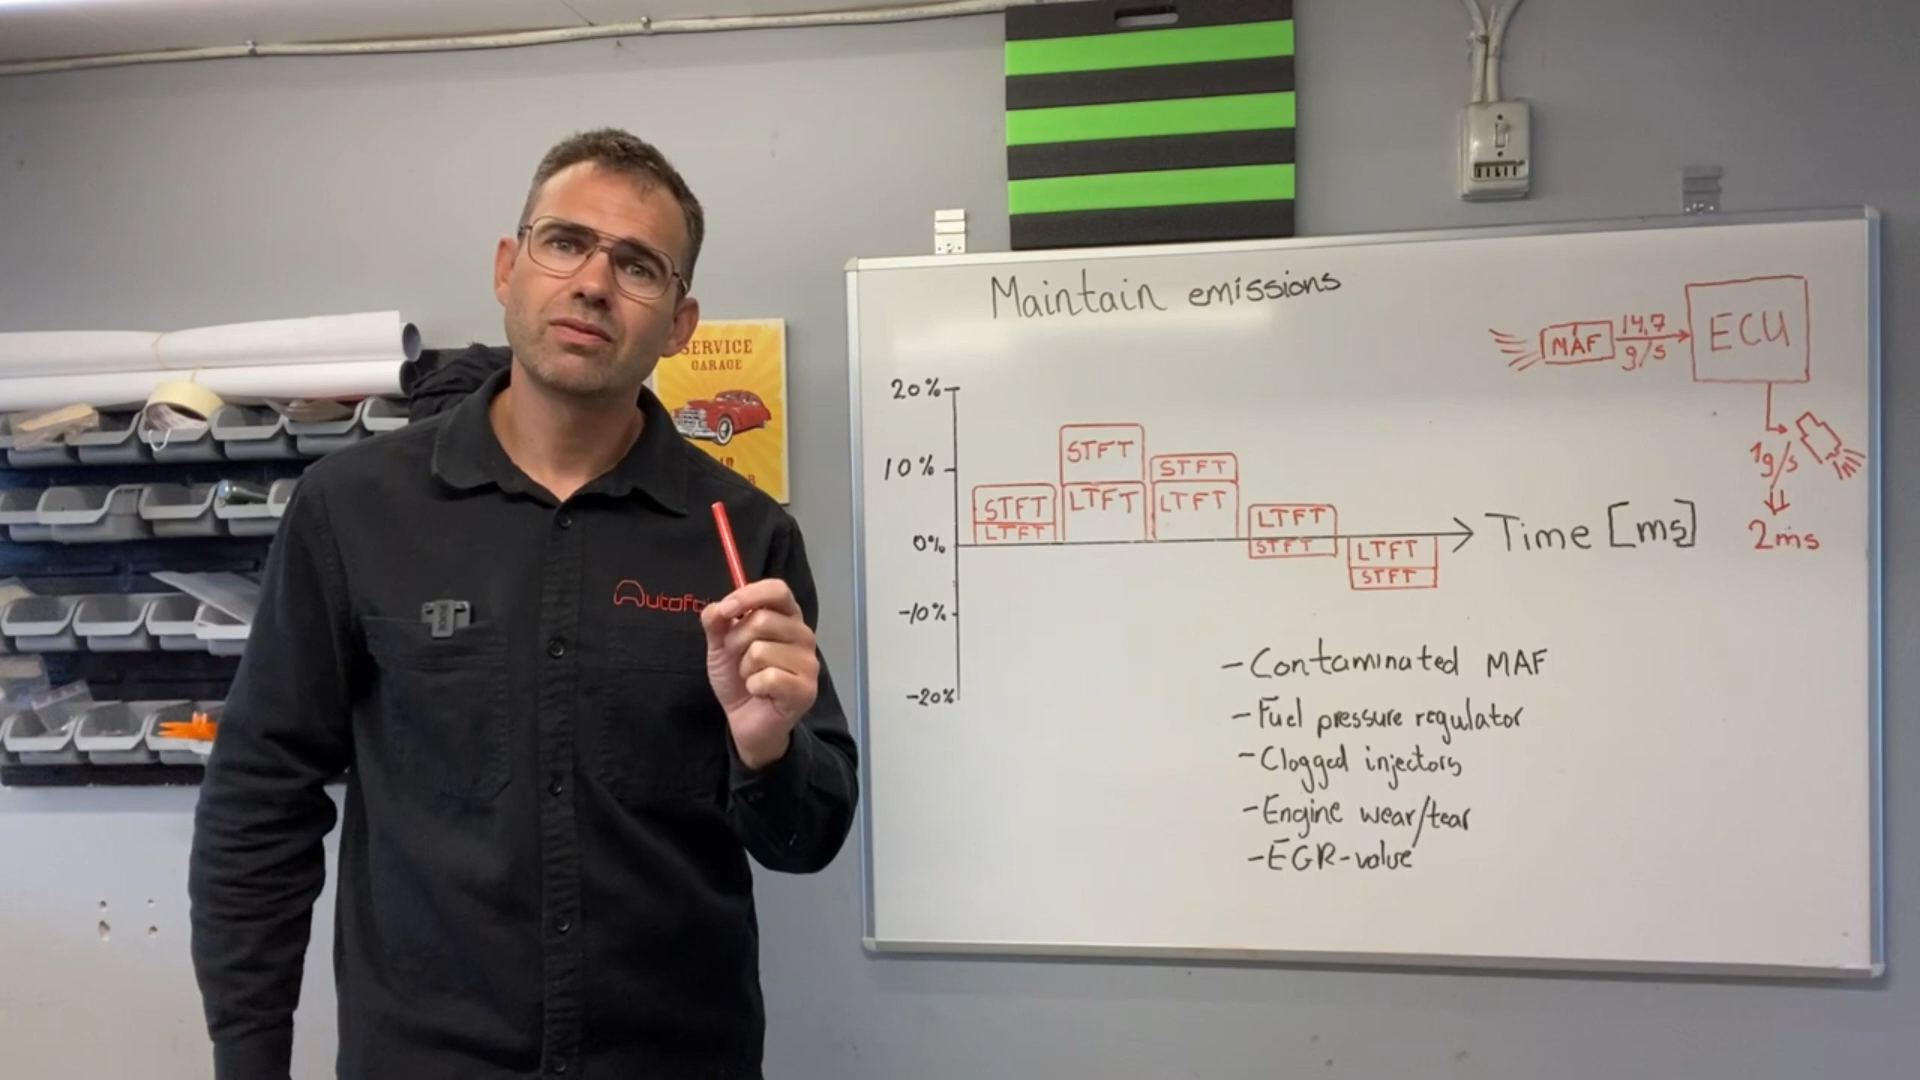 SERVICE
GARAGE
Maintain emissions
MAF
14,7
g/s
ECU
1g/s
2ms
20%
10%
0%
-10%
-20%
STFT
LTFT
STFT
LTFT
STFT
LTFT
LTFT
STFT
LTFT
STFT
Time [ms]
- Contaminated MAF
- Fuel pressure regulator
- Clogged injectors
- Engine wear/tear
- EGR-valve